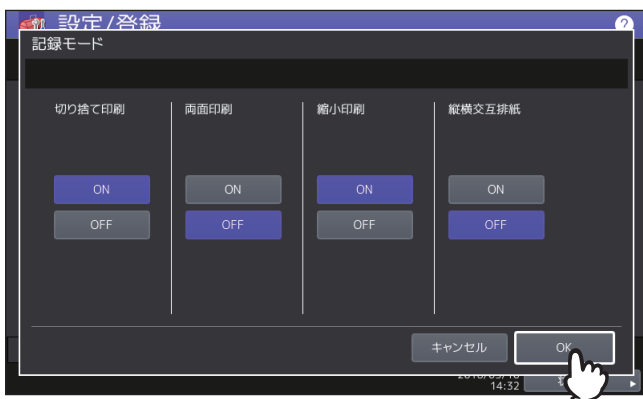 設定/登録
?
記録モード
切り捨て印刷 両面印刷 縮小印刷 縦横交互排紙
ON ON ON ON
OFF OFF OFF OFF
キャンセル OK
14:32